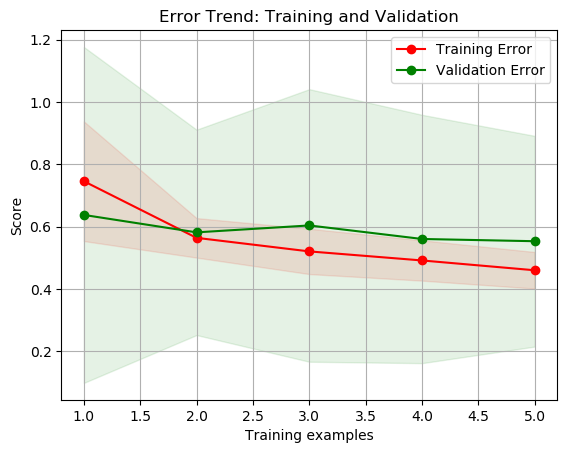 Error Trend: Training and Validation
Training Error
Validation Error
Score
1.2
1.0
0.8
0.6
0.4
0.2
1.0 1.5 2.0 2.5 3.0 3.5 4.0 4.5 5.0
Training examples